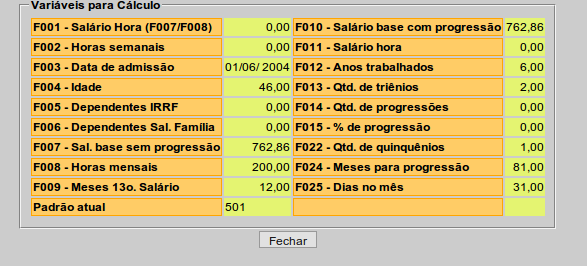 Variáveis para Cálculo
F001 - Salário Hora (F007/F008) 0,00 F010 - Salário base com progressão 762,86
F002 - Horas semanais 0,00 F011 - Salário hora 0,00
F003 - Data de admissão 01/06/2004 F012 - Anos trabalhados 6,00
F004 - Idade 46,00 F013 - Qtd. de triênios 2,00
F005 - Dependentes IRRF 0,00 F014 - Qtd. de progressões 0,00
F006 - Dependentes Sal. Família 0,00 F015 - % de progressão 0,00
F007 - Sal. base sem progressão 762,86 F022 - Qtd. de quinquênios 1,00
F008 - Horas mensais 200,00 F024 - Meses para progressão 81,00
F009 - Meses 13o. Salário 12,00 F025 - Dias no mês 31,00
Padrão atual 501
Fechar